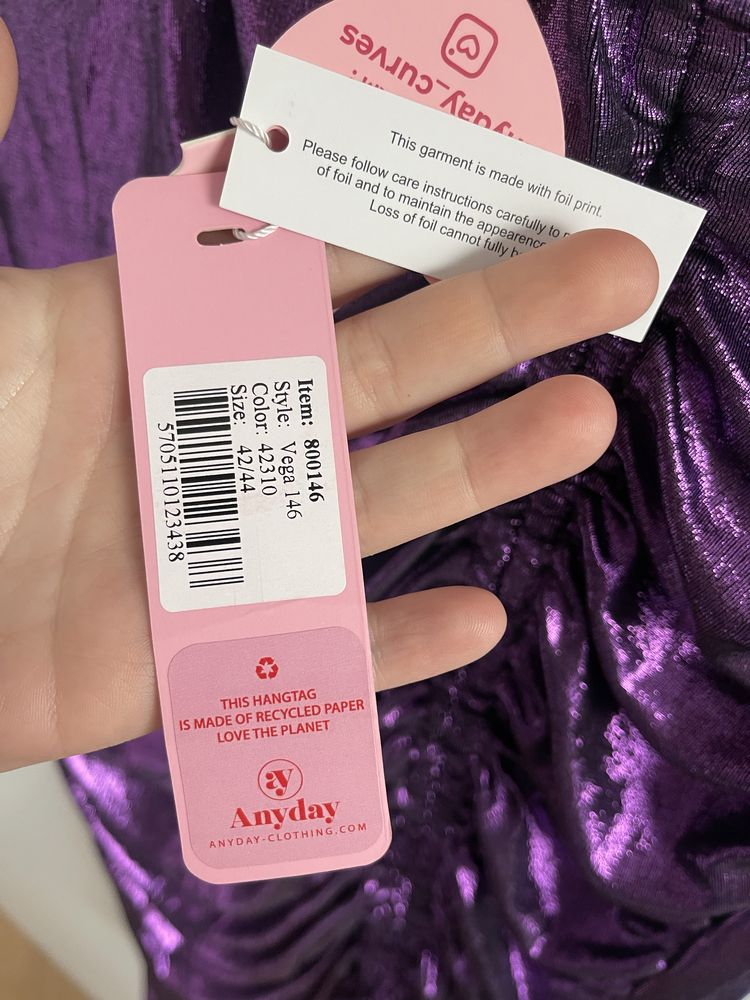 anyday_curves
This garment is made with foil print.
Please follow care instructions carefully to
of foil and to maintain the appearence
Loss of foil cannot fully
Item: 800146
Style: Vega 146
Color: 42310
Size: 42/44
5705110123438
THIS HANGTAG
IS MADE OF RECYCLED PAPER
LOVE THE PLANET
ay
Anyday
ANYDAY-CLOTHING.COM